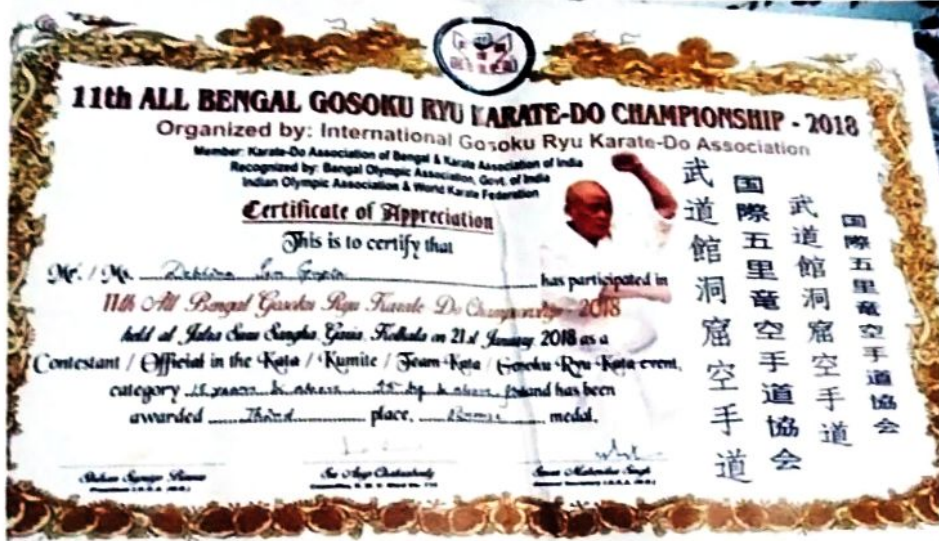 11th ALL BENGAL GOSOKU RYU KARATE-DO CHAMPIONSHIP - 2018
Organized by: International Gosoku Ryu Karate-Do Association
Member: Karate-Do Association of Bengal & Karate Association of India
Recognized by: Bengal Olympic Association, Govt. of India
Indian Olympic Association & World Karate Federation
Certificate of Appreciation
This is to certify that
Mr. / Ms.
has participated in
11th All Bengal Gosoku Ryu Karate Do Championship - 2018
held at Sangha, Garia, Kolkata on 21st January, 2018 as a
Contestant / Official in the Kata / Kumite / Team Kata / Gosoku Ryu Kata event,
category and has been
awarded Third place, medal.
武道館洞窟空手道
国際五里竜空手道協会
武道館洞窟空手道
国際五里竜空手道協会